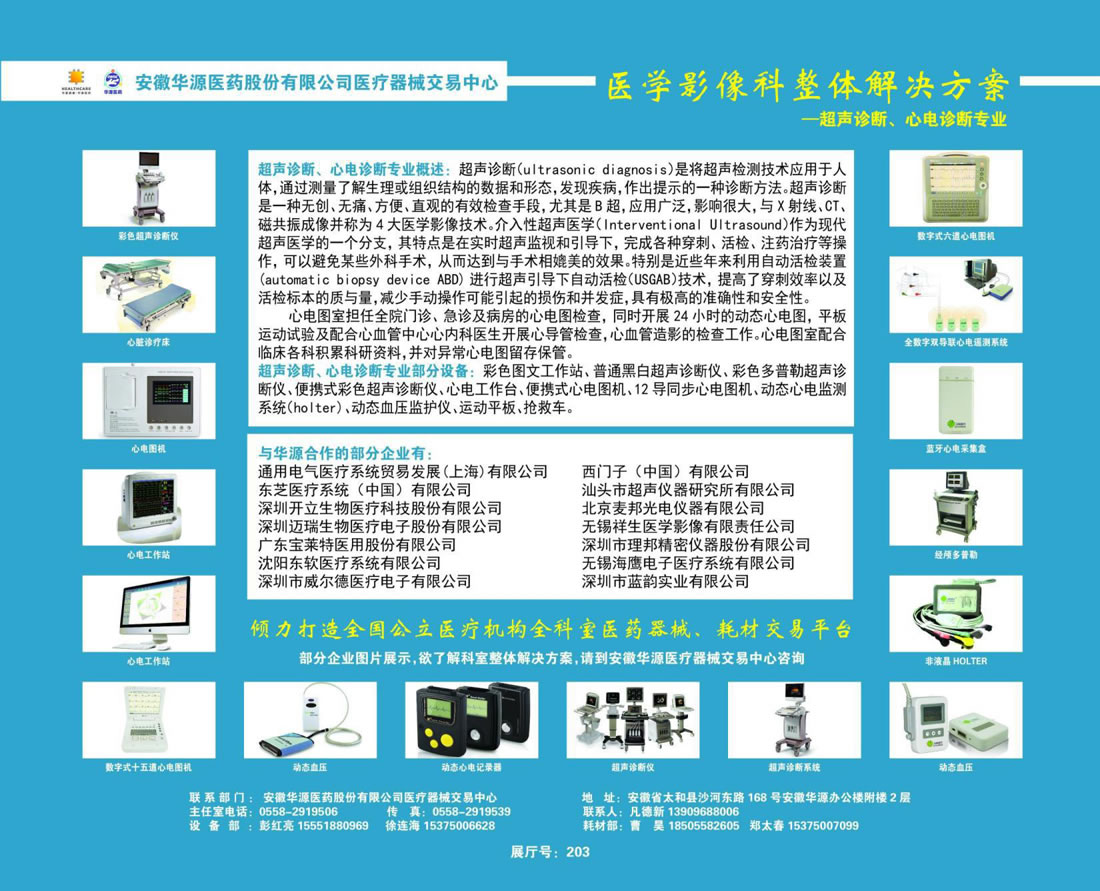 HEALTHCARE
华源医药
安徽华源医药股份有限公司医疗器械交易中心
医学影像科整体解决方案
—超声诊断、心电诊断专业
超声诊断、心电诊断专业概述：超声诊断(ultrasonic diagnosis)是将超声检测技术应用于人
体,通过测量了解生理或组织结构的数据和形态,发现疾病,作出提示的一种诊断方法。超声诊断
是一种无创、无痛、方便、直观的有效检查手段,尤其是B超,应用广泛,影响很大,与X射线、CT、
磁共振成像并称为4大医学影像技术。介入性超声医学(Interventional Ultrasound)作为现代
超声医学的一个分支，其特点是在实时超声监视和引导下，完成各种穿刺、活检、注药治疗等操
作，可以避免某些外科手术，从而达到与手术相媲美的效果。特别是近些年来利用自动活检装置
(automatic biopsy device ABD) 进行超声引导下自动活检(USGAB)技术，提高了穿刺效率以及
活检标本的质与量,减少手动操作可能引起的损伤和并发症,具有极高的准确性和安全性。
心电图室担任全院门诊、急诊及病房的心电图检查，同时开展24小时的动态心电图，平板
运动试验及配合心血管中心心内科医生开展心导管检查，心血管造影的检查工作。心电图室配合
临床各科积累科研资料,并对异常心电图留存保管。
超声诊断、心电诊断专业部分设备：彩色图文工作站、普通黑白超声诊断仪、彩色多普勒超声诊
断仪、便携式彩色超声诊断仪、心电工作台、便携式心电图机、12导同步心电图机、动态心电监测
系统(holter)、动态血压监护仪、运动平板、抢救车。
与华源合作的部分企业有：
通用电气医疗系统贸易发展(上海)有限公司
西门子（中国）有限公司
东芝医疗系统（中国）有限公司
汕头市超声仪器研究所有限公司
深圳开立生物医疗科技股份有限公司
北京麦邦光电仪器有限公司
深圳迈瑞生物医疗电子股份有限公司
无锡祥生医学影像有限责任公司
广东宝莱特医用股份有限公司
深圳市理邦精密仪器股份有限公司
沈阳东软医疗系统有限公司
无锡海鹰电子医疗系统有限公司
深圳市威尔德医疗电子有限公司
深圳市蓝韵实业有限公司
倾力打造全国公立医疗机构全科室医药器械、耗材交易平台
部分企业图片展示,欲了解科室整体解决方案,请到安徽华源医疗器械交易中心咨询
彩色超声诊断仪
心脏诊疗床
心电图机
心电工作站
心电工作站
数字式六道心电图机
全数字双导联心电遥测系统
蓝牙心电采集盒
经颅多普勒
非液晶HOLTER
数字式十五道心电图机
动态血压
动态心电记录器
超声诊断仪
超声诊断系统
动态血压
联系部门：安徽华源医药股份有限公司医疗器械交易中心
主任室电话：0558-2919506 传 真：0558-2919539
设 备 部 ：彭红亮 15551880969 徐连海 15375006628
地 址：安徽省太和县沙河东路168号安徽华源办公楼附楼2层
联系人：凡德新 13909688006
耗材部：曹 昊 18505582605 郑太春 15375007099
展厅号：203